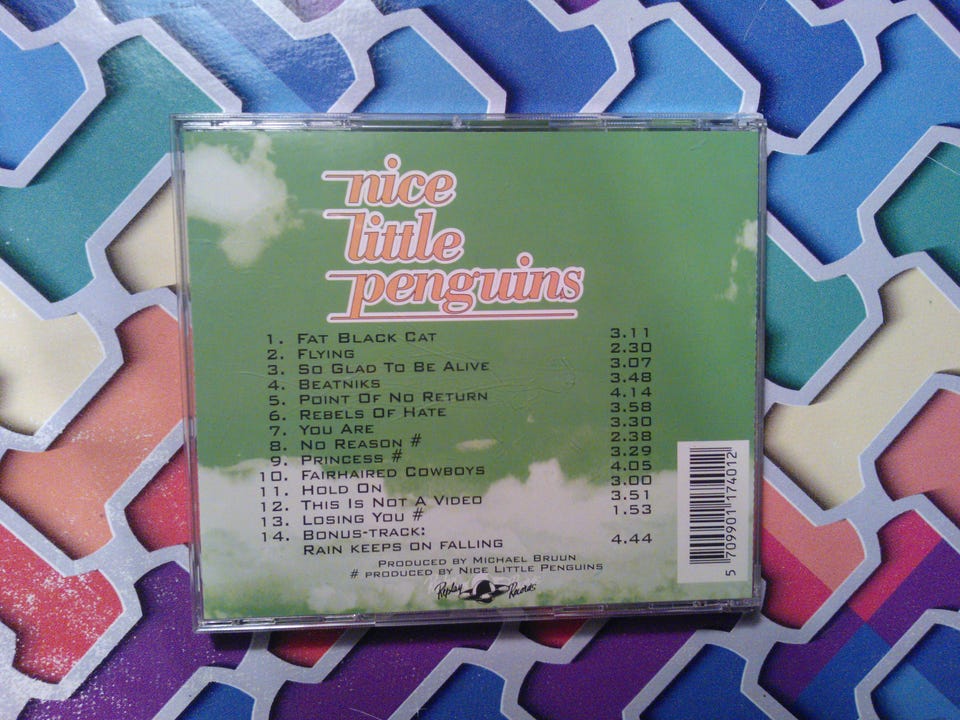 nice
little
penguins
1. FAT BLACK CAT 3.11
2. FLYING 2.30
3. SO GLAD TO BE ALIVE 3.07
4. BEATNIKS 3.48
5. POINT OF NO RETURN 4.14
6. REBELS OF HATE 3.58
7. YOU ARE 3.30
8. NO REASON # 2.38
9. PRINCESS # 3.29
10. FAIRHAIRED COWBOYS 4.05
11. HOLD ON 3.00
12. THIS IS NOT A VIDEO 3.51
13. LOSING YOU # 1.53
14. BONUS-TRACK:
RAIN KEEPS ON FALLING 4.44
PRODUCED BY MICHAEL BRUUN
# PRODUCED BY NICE LITTLE PENGUINS
Replay Records
5 709901 174012